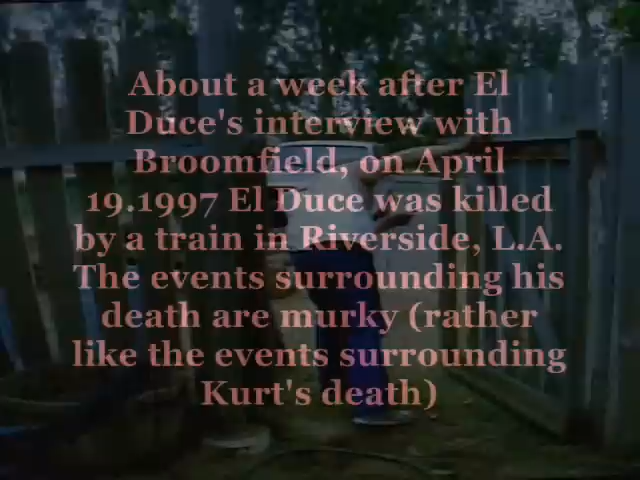 About a week after El
Duce's interview with
Broomfield, on April
19.1997 El Duce was killed
by a train in Riverside, L.A.
The events surrounding his
death are murky (rather
like the events surrounding
Kurt's death)